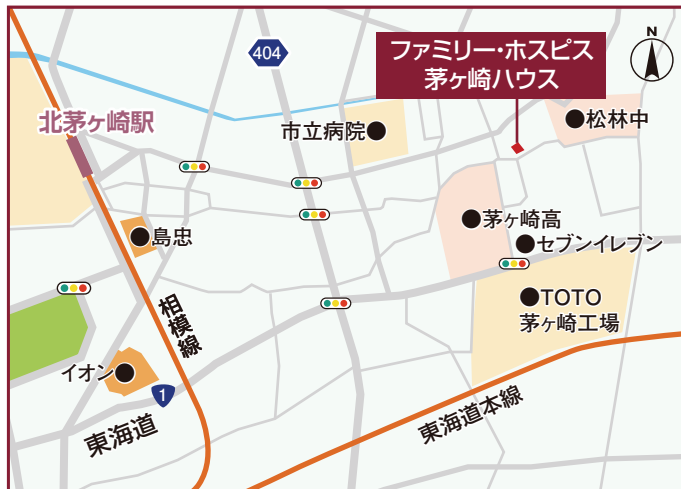 N
404
ファミリー・ホスピス
茅ヶ崎ハウス
北茅ヶ崎駅
市立病院
松林中
島忠
茅ヶ崎高
セブンイレブン
TOTO
茅ヶ崎工場
相模線
イオン
1
東海道
東海道本線